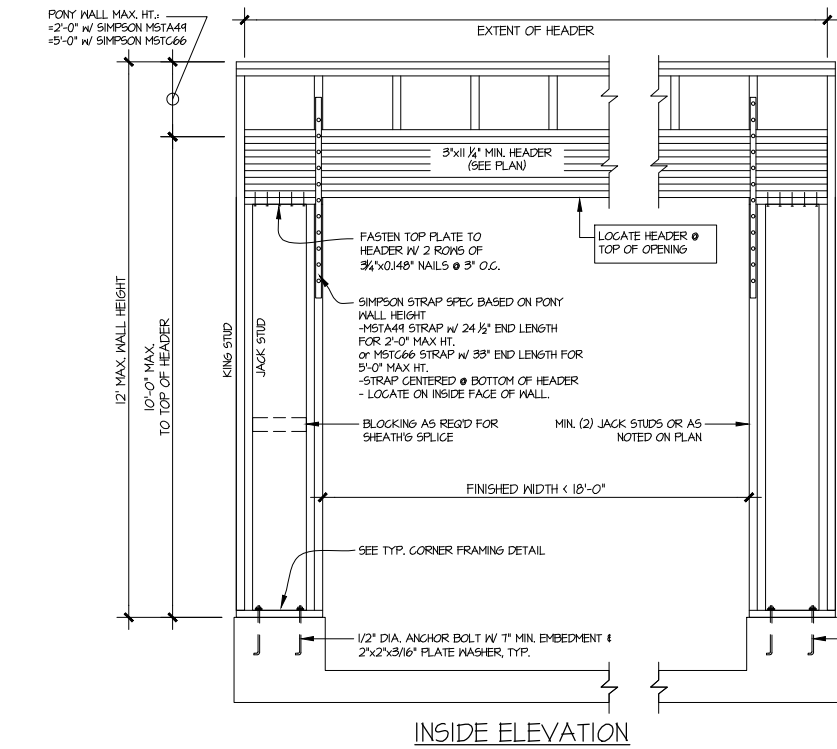 PONY WALL MAX. HT.:
=2'-0" W/ SIMPSON MSTA49
=5'-0" W/ SIMPSON MSTC66
EXTENT OF HEADER
3"x11 1/4" MIN. HEADER
(SEE PLAN)
FASTEN TOP PLATE TO
HEADER W/ 2 ROWS OF
3 1/4"x0.148" NAILS @ 3" O.C.
LOCATE HEADER @
TOP OF OPENING
SIMPSON STRAP SPEC BASED ON PONY
WALL HEIGHT
-MSTA49 STRAP W/ 24 1/2" END LENGTH
FOR 2'-0" MAX HT.
or MSTC66 STRAP W/ 33" END LENGTH FOR
5'-0" MAX HT.
-STRAP CENTERED @ BOTTOM OF HEADER
- LOCATE ON INSIDE FACE OF WALL.
12' MAX. WALL HEIGHT
10'-0" MAX.
TO TOP OF HEADER
KING STUD
JACK STUD
BLOCKING AS REQ'D FOR
SHEATH'G SPLICE
MIN. (2) JACK STUDS OR AS
NOTED ON PLAN
FINISHED WIDTH < 18'-0"
SEE TYP. CORNER FRAMING DETAIL
1/2" DIA. ANCHOR BOLT W/ 7" MIN. EMBEDMENT &
2"x2"x3/16" PLATE WASHER, TYP.
INSIDE ELEVATION